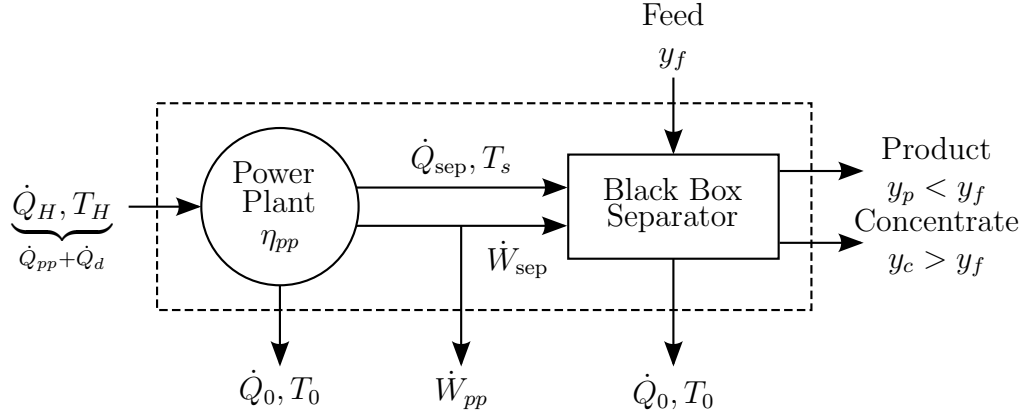 Feed
y_f
Q̇_sep, T_s
Power
Plant
η_pp
Q̇_H, T_H
Q̇_pp+Q̇_d
Black Box
Separator
Ẇ_sep
Product
y_p < y_f
Concentrate
y_c > y_f
Q̇_0, T_0
Ẇ_pp
Q̇_0, T_0